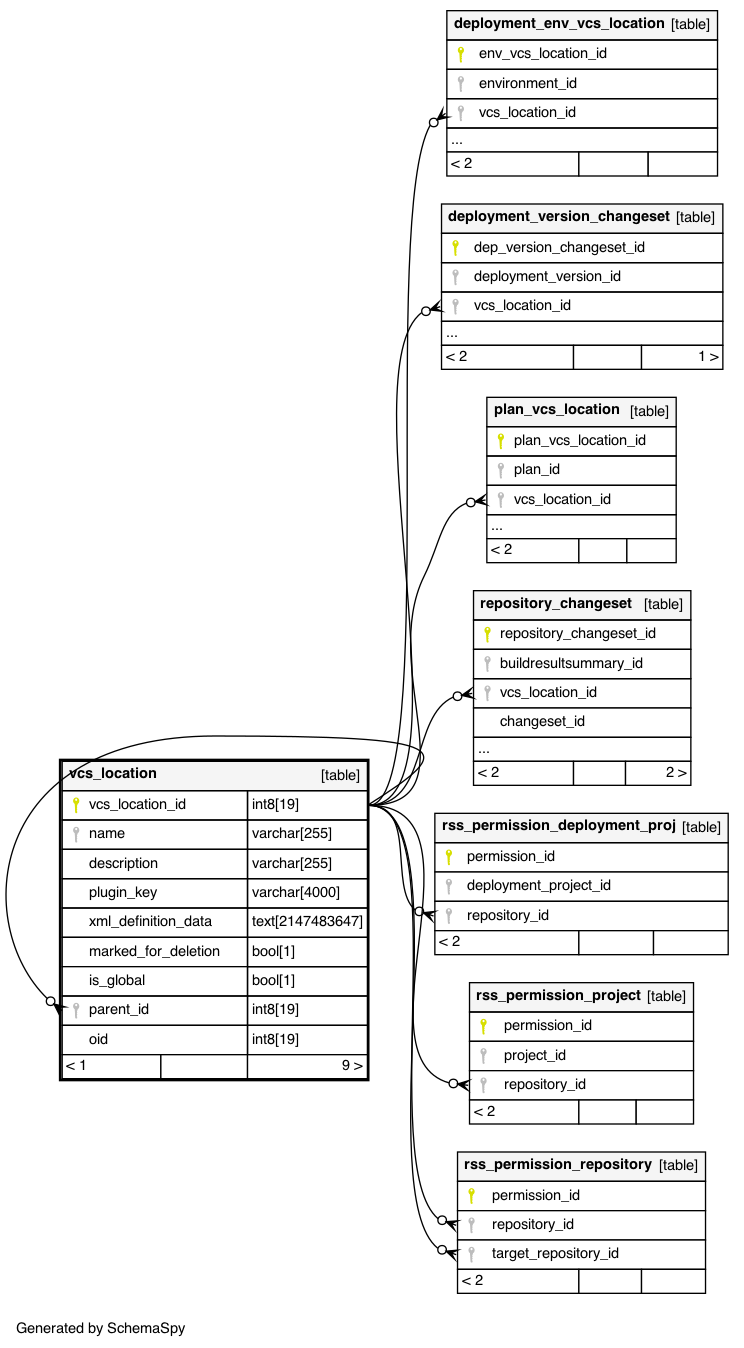 deployment_env_vcs_location [table]
env_vcs_location_id
environment_id
vcs_location_id
...
< 2
deployment_version_changeset [table]
dep_version_changeset_id
deployment_version_id
vcs_location_id
...
< 2 1 >
plan_vcs_location [table]
plan_vcs_location_id
plan_id
vcs_location_id
...
< 2
repository_changeset [table]
repository_changeset_id
buildresultsummary_id
vcs_location_id
changeset_id
...
< 2 2 >
vcs_location [table]
vcs_location_id int8[19]
name varchar[255]
description varchar[255]
plugin_key varchar[4000]
xml_definition_data text[2147483647]
marked_for_deletion bool[1]
is_global bool[1]
parent_id int8[19]
oid int8[19]
< 1 9 >
rss_permission_deployment_proj [table]
permission_id
deployment_project_id
repository_id
< 2
rss_permission_project [table]
permission_id
project_id
repository_id
< 2
rss_permission_repository [table]
permission_id
repository_id
target_repository_id
< 2
Generated by SchemaSpy